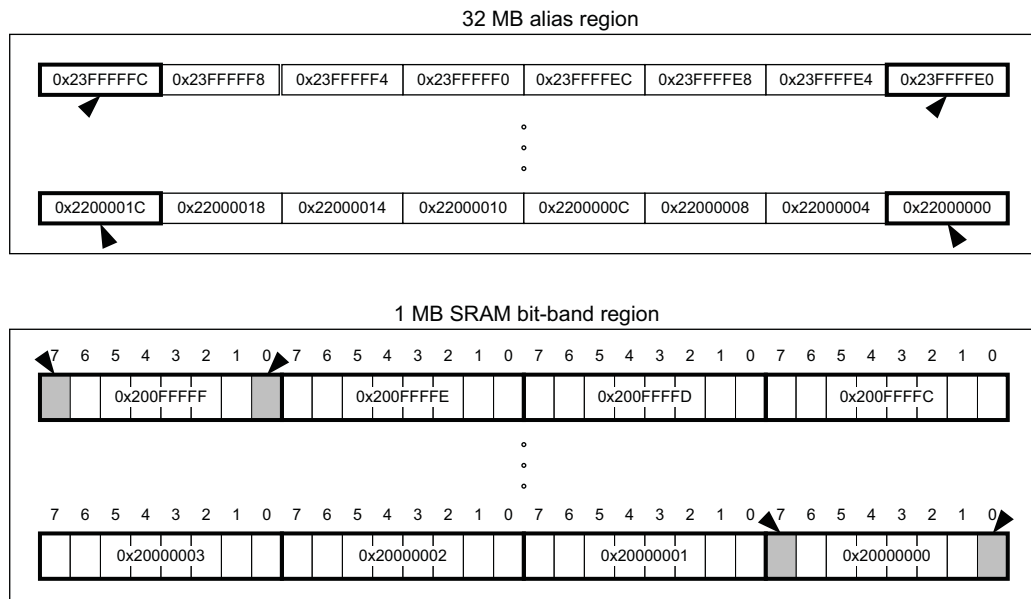 32 MB alias region
0x23FFFFFC 0x23FFFFF8 0x23FFFFF4 0x23FFFFF0 0x23FFFFEC 0x23FFFFE8 0x23FFFFE4 0x23FFFFE0
0x2200001C 0x22000018 0x22000014 0x22000010 0x2200000C 0x22000008 0x22000004 0x22000000
1 MB SRAM bit-band region
7 6 5 4 3 2 1 0 7 6 5 4 3 2 1 0 7 6 5 4 3 2 1 0 7 6 5 4 3 2 1 0
0x200FFFFF 0x200FFFFE 0x200FFFFD 0x200FFFFC
7 6 5 4 3 2 1 0 7 6 5 4 3 2 1 0 7 6 5 4 3 2 1 0 7 6 5 4 3 2 1 0
0x20000003 0x20000002 0x20000001 0x20000000